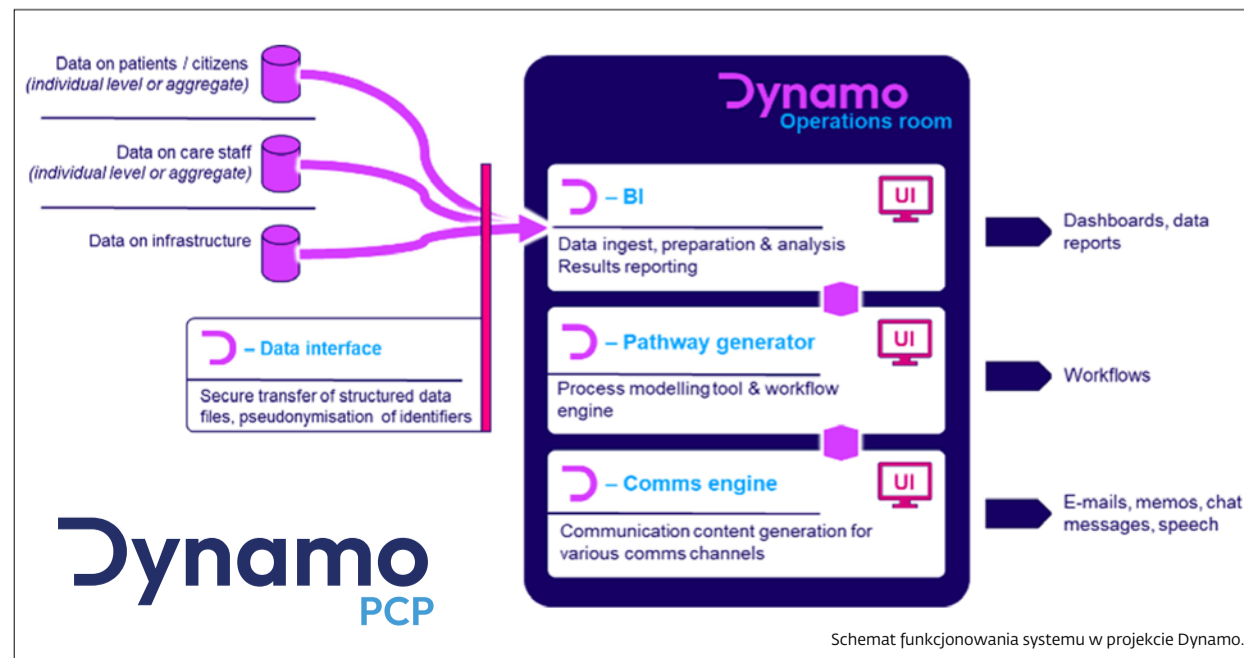 Data on patients / citizens
(individual level or aggregate)
Data on care staff
(individual level or aggregate)
Data on infrastructure
– Data interface
Secure transfer of structured data
files, pseudonymisation of identifiers
Dynamo
Operations room
– BI
UI
Data ingest, preparation & analysis
Results reporting
– Pathway generator
UI
Process modelling tool & workflow
engine
– Comms engine
UI
Communication content generation for
various comms channels
Dashboards, data
reports
Workflows
E-mails, memos, chat
messages, speech
Dynamo
PCP
Schemat funkcjonowania systemu w projekcie Dynamo.